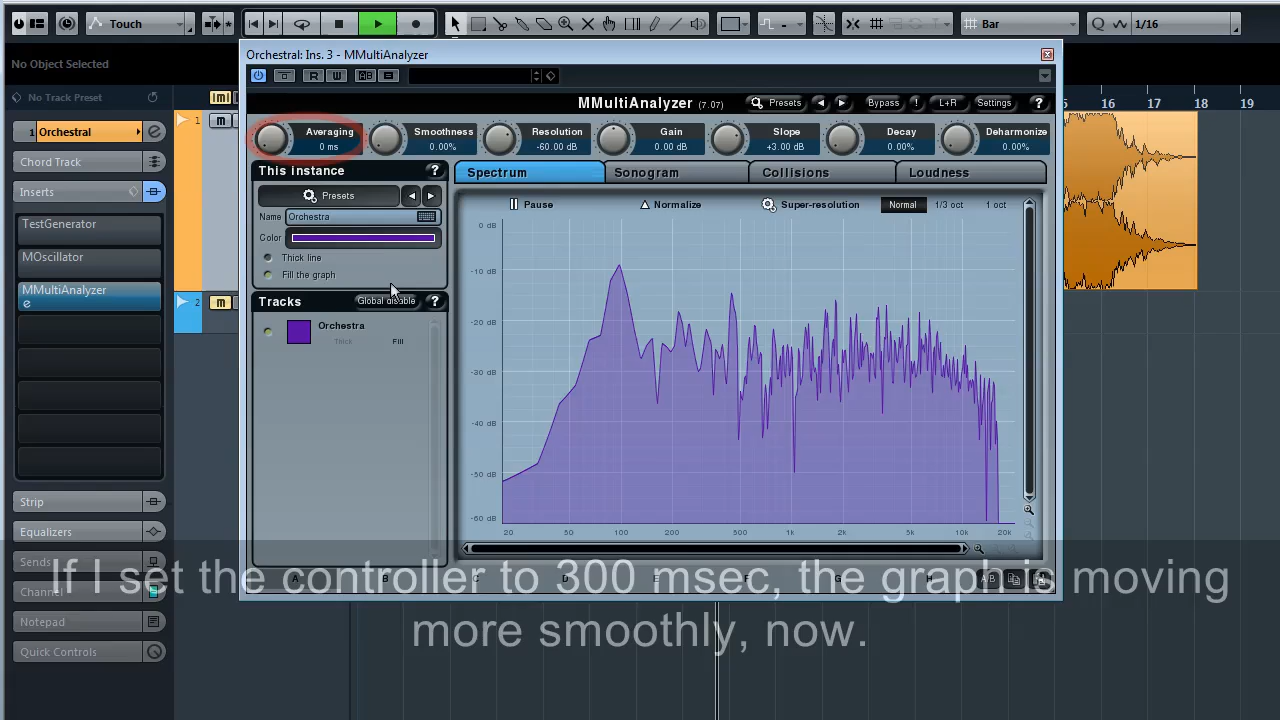 Touch
Bar
1/16
No Object Selected
No Track Preset
1 Orchestral
Chord Track
Inserts
TestGenerator
MOscillator
MMultiAnalyzer
e
Strip
Equalizers
Sends
Channel
Notepad
Quick Controls
1 m
2 m
16 17 18 19
Orchestral: Ins. 3 - MMultiAnalyzer
R W
MMultiAnalyzer (7.07) Presets Bypass ! L+R Settings ?
Averaging Smoothness Resolution Gain Slope Decay Deharmonize
0 ms 0.00% -60.00 dB 0.00 dB +3.00 dB 0.00% 0.00%
This instance ?
Presets
Name Orchestra
Color
Thick line
Fill the graph
Tracks Global disable ?
Orchestra
Thick Fill
Spectrum Sonogram Collisions Loudness
Pause Normalize Super-resolution Normal 1/3 oct 1 oct
0 dB
-10 dB
-20 dB
-30 dB
-40 dB
-50 dB
-60 dB
20 50 100 200 500 1k 2k 5k 10k 20k
A B C D E F G H A/B
If I set the controller to 300 msec, the graph is moving
more smoothly, now.